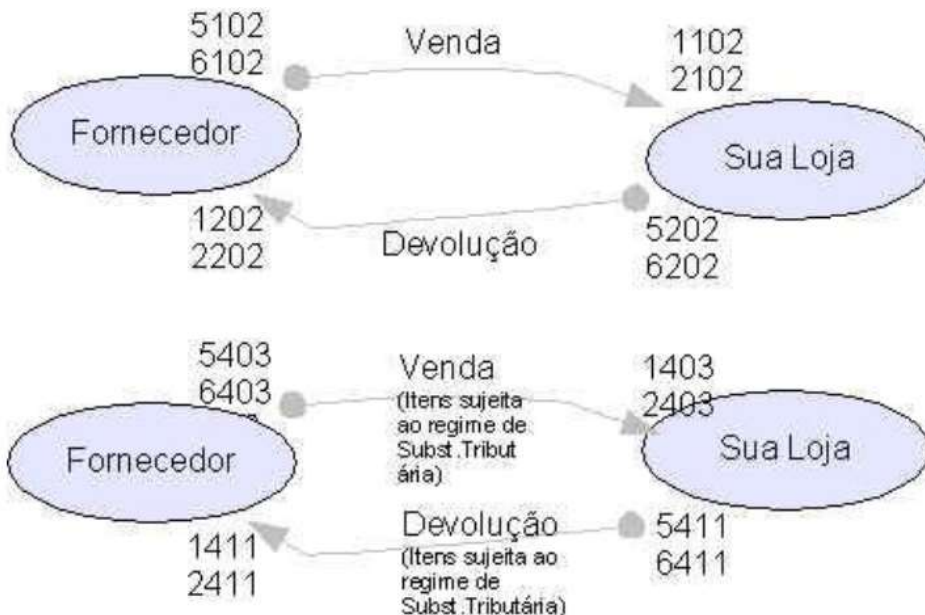 5102
6102
Venda
1102
2102
Fornecedor
Sua Loja
1202
2202
Devolução
5202
6202
5403
6403
Venda
(Itens sujeita
ao regime de
Subst.Tribut
ária)
1403
2403
Fornecedor
Sua Loja
1411
2411
Devolução
(Itens sujeita ao
regime de
Subst.Tributária)
5411
6411